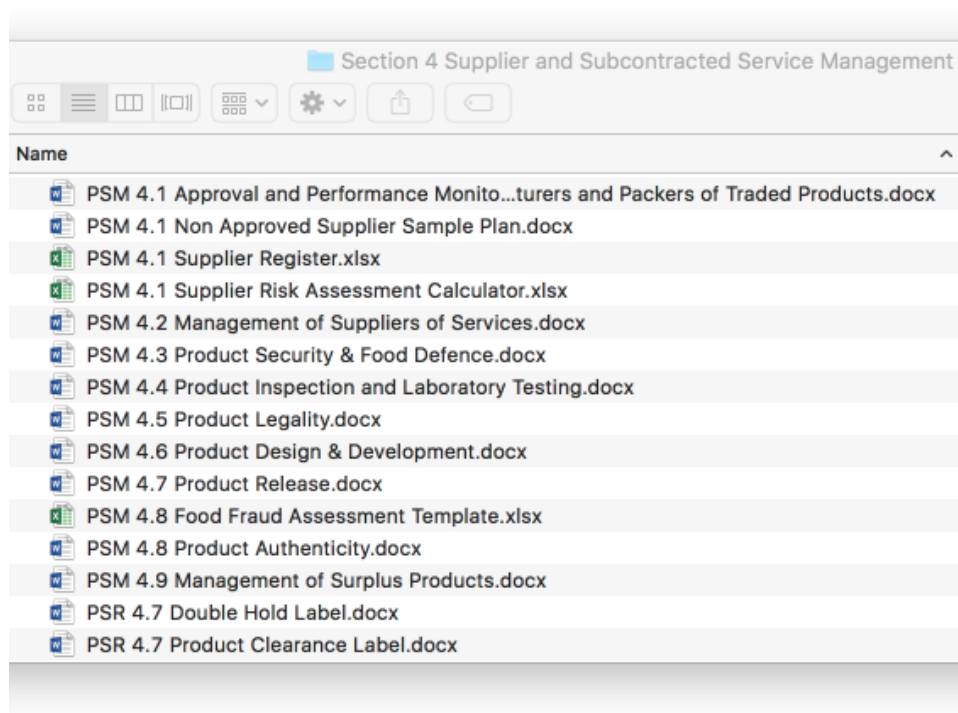 Section 4 Supplier and Subcontracted Service Management
Name
PSM 4.1 Approval and Performance Monito...turers and Packers of Traded Products.docx
PSM 4.1 Non Approved Supplier Sample Plan.docx
PSM 4.1 Supplier Register.xlsx
PSM 4.1 Supplier Risk Assessment Calculator.xlsx
PSM 4.2 Management of Suppliers of Services.docx
PSM 4.3 Product Security & Food Defence.docx
PSM 4.4 Product Inspection and Laboratory Testing.docx
PSM 4.5 Product Legality.docx
PSM 4.6 Product Design & Development.docx
PSM 4.7 Product Release.docx
PSM 4.8 Food Fraud Assessment Template.xlsx
PSM 4.8 Product Authenticity.docx
PSM 4.9 Management of Surplus Products.docx
PSR 4.7 Double Hold Label.docx
PSR 4.7 Product Clearance Label.docx